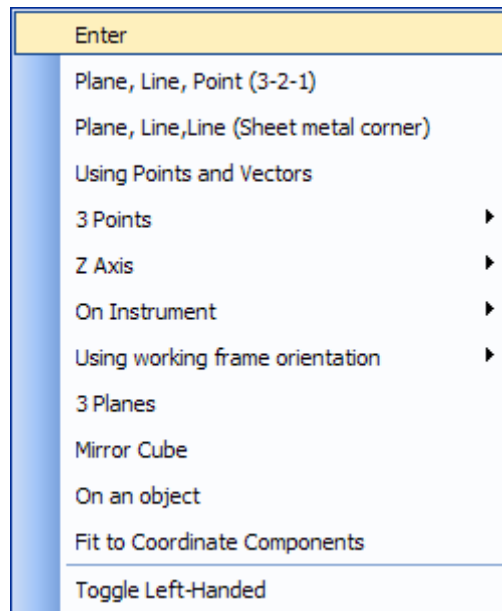 Enter
Plane, Line, Point (3-2-1)
Plane, Line,Line (Sheet metal corner)
Using Points and Vectors
3 Points
Z Axis
On Instrument
Using working frame orientation
3 Planes
Mirror Cube
On an object
Fit to Coordinate Components
Toggle Left-Handed